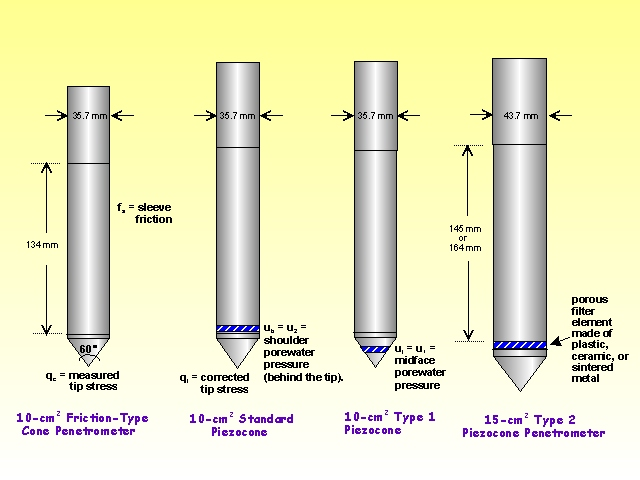 35.7 mm
35.7 mm
35.7 mm
43.7 mm
fs = sleeve
friction
134 mm
145 mm
or
164 mm
60°
qc = measured
tip stress
ub = u2 =
shoulder
porewater
pressure
(behind the tip).
qt = corrected
tip stress
ut = u1 =
midface
porewater
pressure
porous
filter
element
made of
plastic,
ceramic, or
sintered
metal
10-cm² Friction-Type
Cone Penetrometer
10-cm² Standard
Piezocone
10-cm² Type 1
Piezocone
15-cm² Type 2
Piezocone Penetrometer